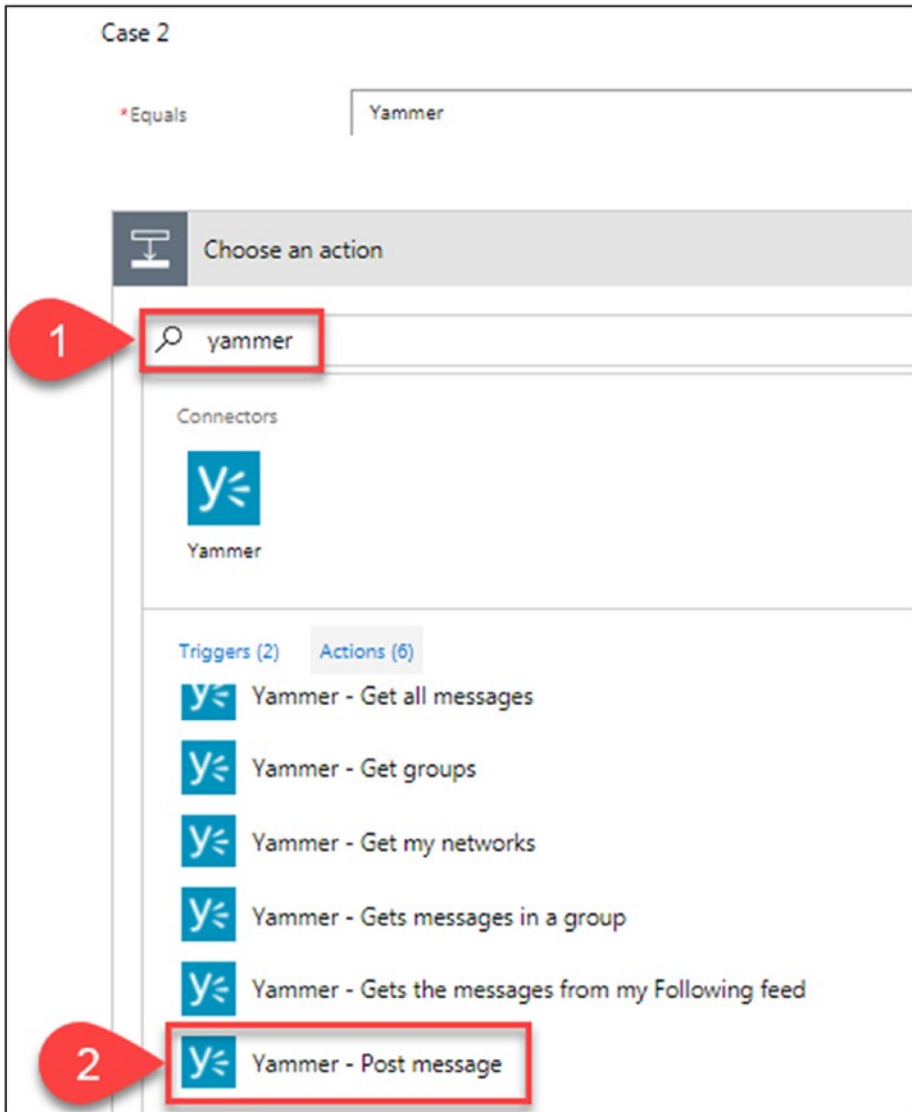 Case 2
*Equals
Yammer
Choose an action
1
yammer
Connectors
Yammer
Triggers (2)
Actions (6)
Yammer - Get all messages
Yammer - Get groups
Yammer - Get my networks
Yammer - Gets messages in a group
Yammer - Gets the messages from my Following feed
2
Yammer - Post message